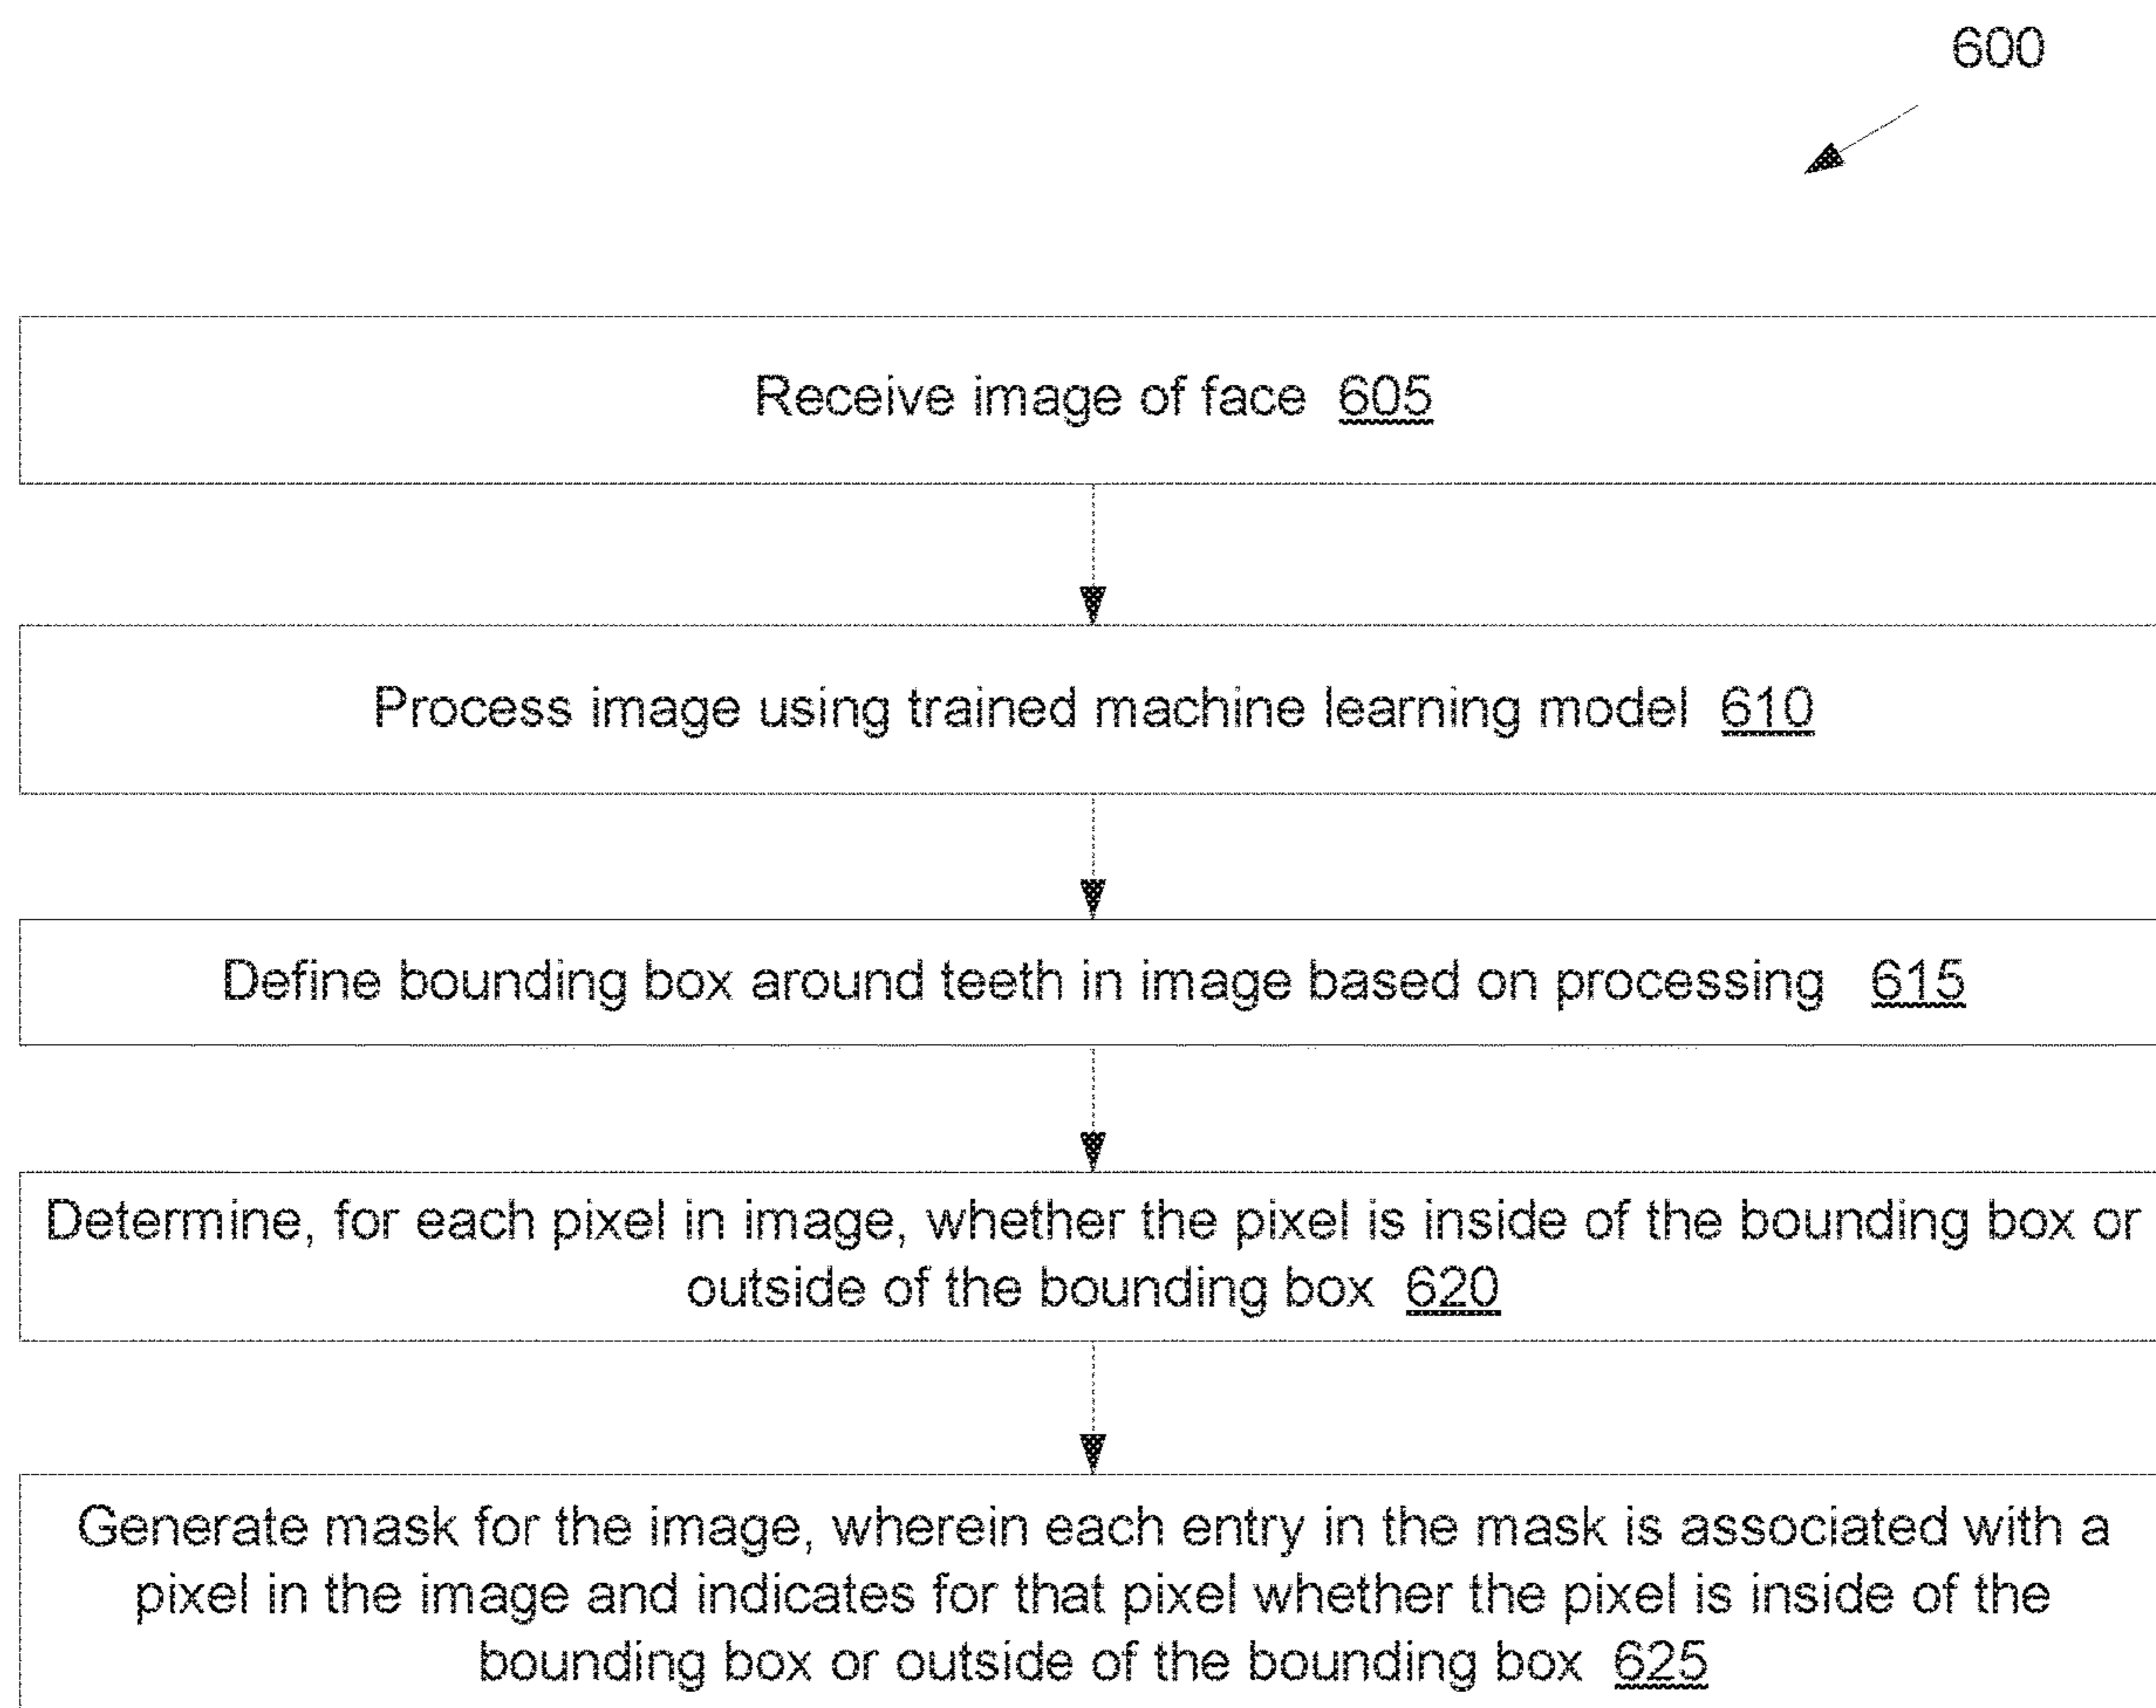 600
Receive image of face 605
Process image using trained machine learning model 610
Define bounding box around teeth in image based on processing 615
Determine, for each pixel in image, whether the pixel is inside of the bounding box or
outside of the bounding box 620
Generate mask for the image, wherein each entry in the mask is associated with a
pixel in the image and indicates for that pixel whether the pixel is inside of the
bounding box or outside of the bounding box 625